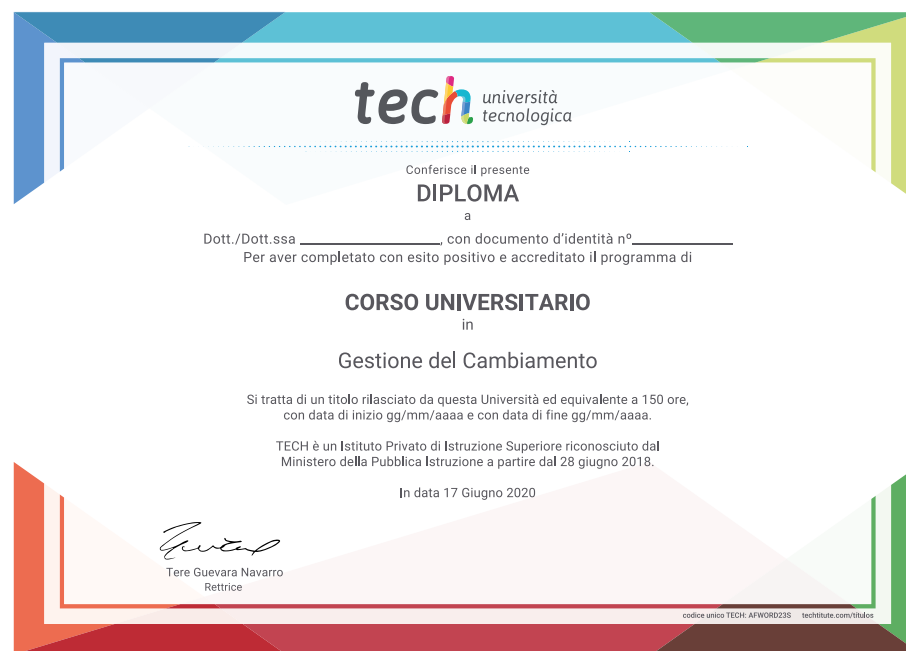 tech università
tecnologica
Conferisce il presente
DIPLOMA
a
Dott./Dott.ssa ____________________, con documento d'identità nº______________
Per aver completato con esito positivo e accreditato il programma di
CORSO UNIVERSITARIO
in
Gestione del Cambiamento
Si tratta di un titolo rilasciato da questa Università ed equivalente a 150 ore,
con data di inizio gg/mm/aaaa e con data di fine gg/mm/aaaa.
TECH è un Istituto Privato di Istruzione Superiore riconosciuto dal
Ministero della Pubblica Istruzione a partire dal 28 giugno 2018.
In data 17 Giugno 2020
Tere Guevara Navarro
Rettrice
codice unico TECH: AFWORD23S techtitute.com/titulos